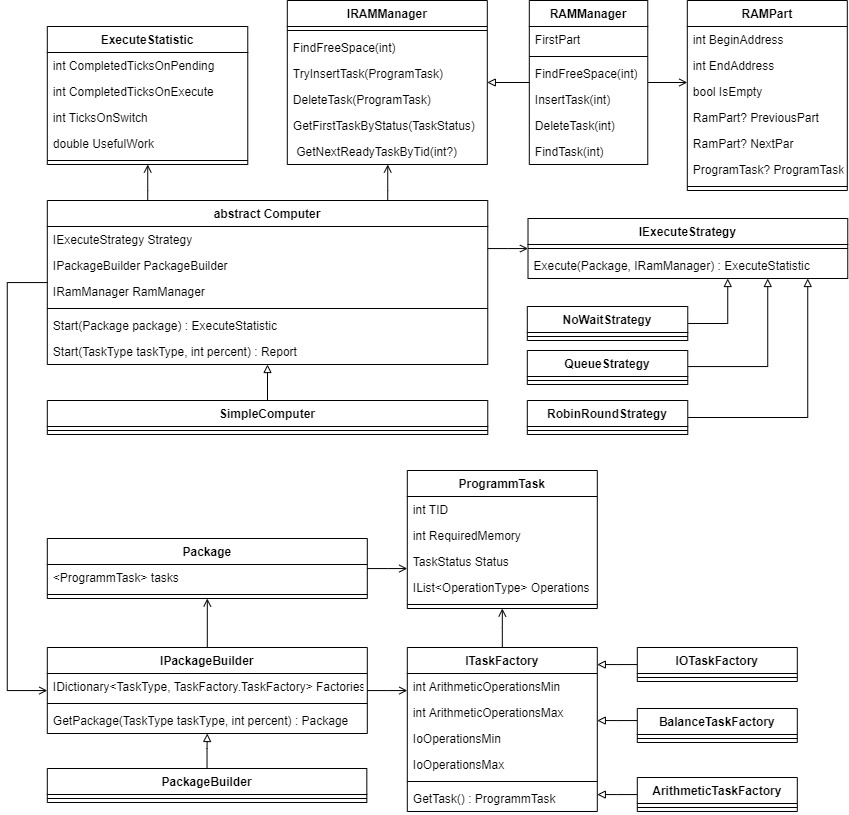 ExecuteStatistic
int CompletedTicksOnPending
int CompletedTicksOnExecute
int TicksOnSwitch
double UsefulWork
IRAMManager
FindFreeSpace(int)
TryInsertTask(ProgramTask)
DeleteTask(ProgramTask)
GetFirstTaskByStatus(TaskStatus)
GetNextReadyTaskByTid(int?)
RAMManager
FirstPart
FindFreeSpace(int)
InsertTask(int)
DeleteTask(int)
FindTask(int)
RAMPart
int BeginAddress
int EndAddress
bool IsEmpty
RamPart? PreviousPart
RamPart? NextPar
ProgramTask? ProgramTask
abstract Computer
IExecuteStrategy Strategy
IPackageBuilder PackageBuilder
IRamManager RamManager
Start(Package package) : ExecuteStatistic
Start(TaskType taskType, int percent) : Report
SimpleComputer
IExecuteStrategy
Execute(Package, IRamManager) : ExecuteStatistic
NoWaitStrategy
QueueStrategy
RobinRoundStrategy
ProgrammTask
int TID
int RequiredMemory
TaskStatus Status
IList<OperationType> Operations
Package
<ProgrammTask> tasks
IPackageBuilder
IDictionary<TaskType, TaskFactory.TaskFactory> Factories
GetPackage(TaskType taskType, int percent) : Package
PackageBuilder
ITaskFactory
int ArithmeticOperationsMin
int ArithmeticOperationsMax
IoOperationsMin
IoOperationsMax
GetTask() : ProgrammTask
IOTaskFactory
BalanceTaskFactory
ArithmeticTaskFactory